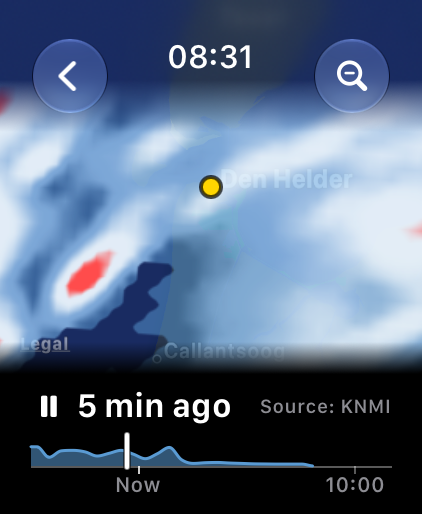 08:31
Den Helder
Legal
Callantsoog
5 min ago
Source: KNMI
Now
10:00